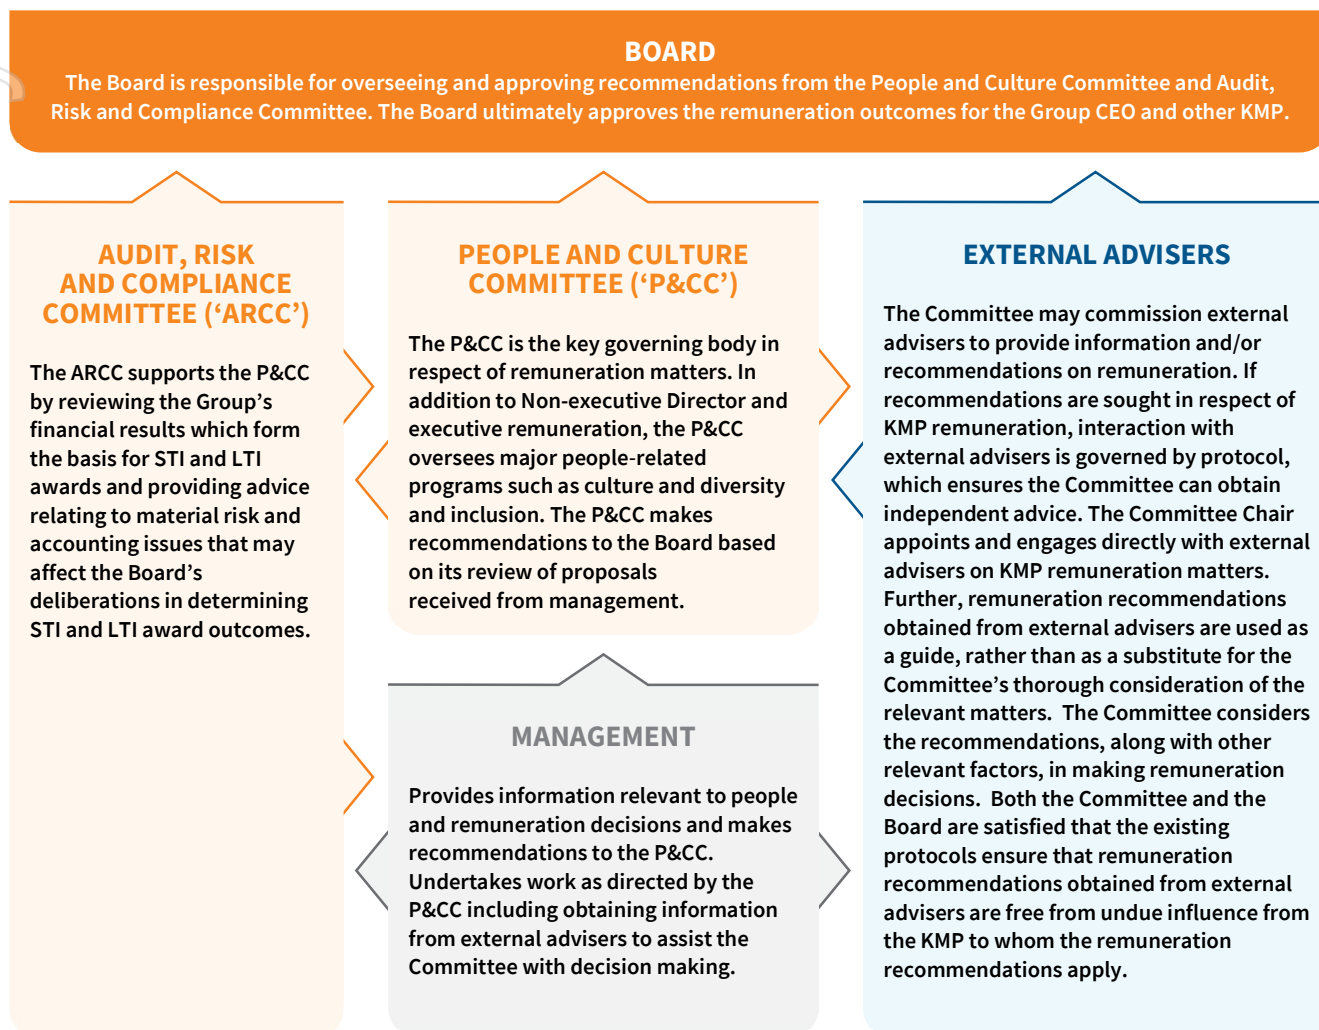 BOARD
The Board is responsible for overseeing and approving recommendations from the People and Culture Committee and Audit,
Risk and Compliance Committee. The Board ultimately approves the remuneration outcomes for the Group CEO and other KMP.
AUDIT, RISK
AND COMPLIANCE
COMMITTEE (‘ARCC’)
The ARCC supports the P&CC
by reviewing the Group’s
financial results which form
the basis for STI and LTI
awards and providing advice
relating to material risk and
accounting issues that may
affect the Board’s
deliberations in determining
STI and LTI award outcomes.
PEOPLE AND CULTURE
COMMITTEE (‘P&CC’)
The P&CC is the key governing body in
respect of remuneration matters. In
addition to Non-executive Director and
executive remuneration, the P&CC
oversees major people-related
programs such as culture and diversity
and inclusion. The P&CC makes
recommendations to the Board based
on its review of proposals
received from management.
MANAGEMENT
Provides information relevant to people
and remuneration decisions and makes
recommendations to the P&CC.
Undertakes work as directed by the
P&CC including obtaining information
from external advisers to assist the
Committee with decision making.
EXTERNAL ADVISERS
The Committee may commission external
advisers to provide information and/or
recommendations on remuneration. If
recommendations are sought in respect of
KMP remuneration, interaction with
external advisers is governed by protocol,
which ensures the Committee can obtain
independent advice. The Committee Chair
appoints and engages directly with external
advisers on KMP remuneration matters.
Further, remuneration recommendations
obtained from external advisers are used as
a guide, rather than as a substitute for the
Committee’s thorough consideration of the
relevant matters.  The Committee considers
the recommendations, along with other
relevant factors, in making remuneration
decisions.  Both the Committee and the
Board are satisfied that the existing
protocols ensure that remuneration
recommendations obtained from external
advisers are free from undue influence from
the KMP to whom the remuneration
recommendations apply.